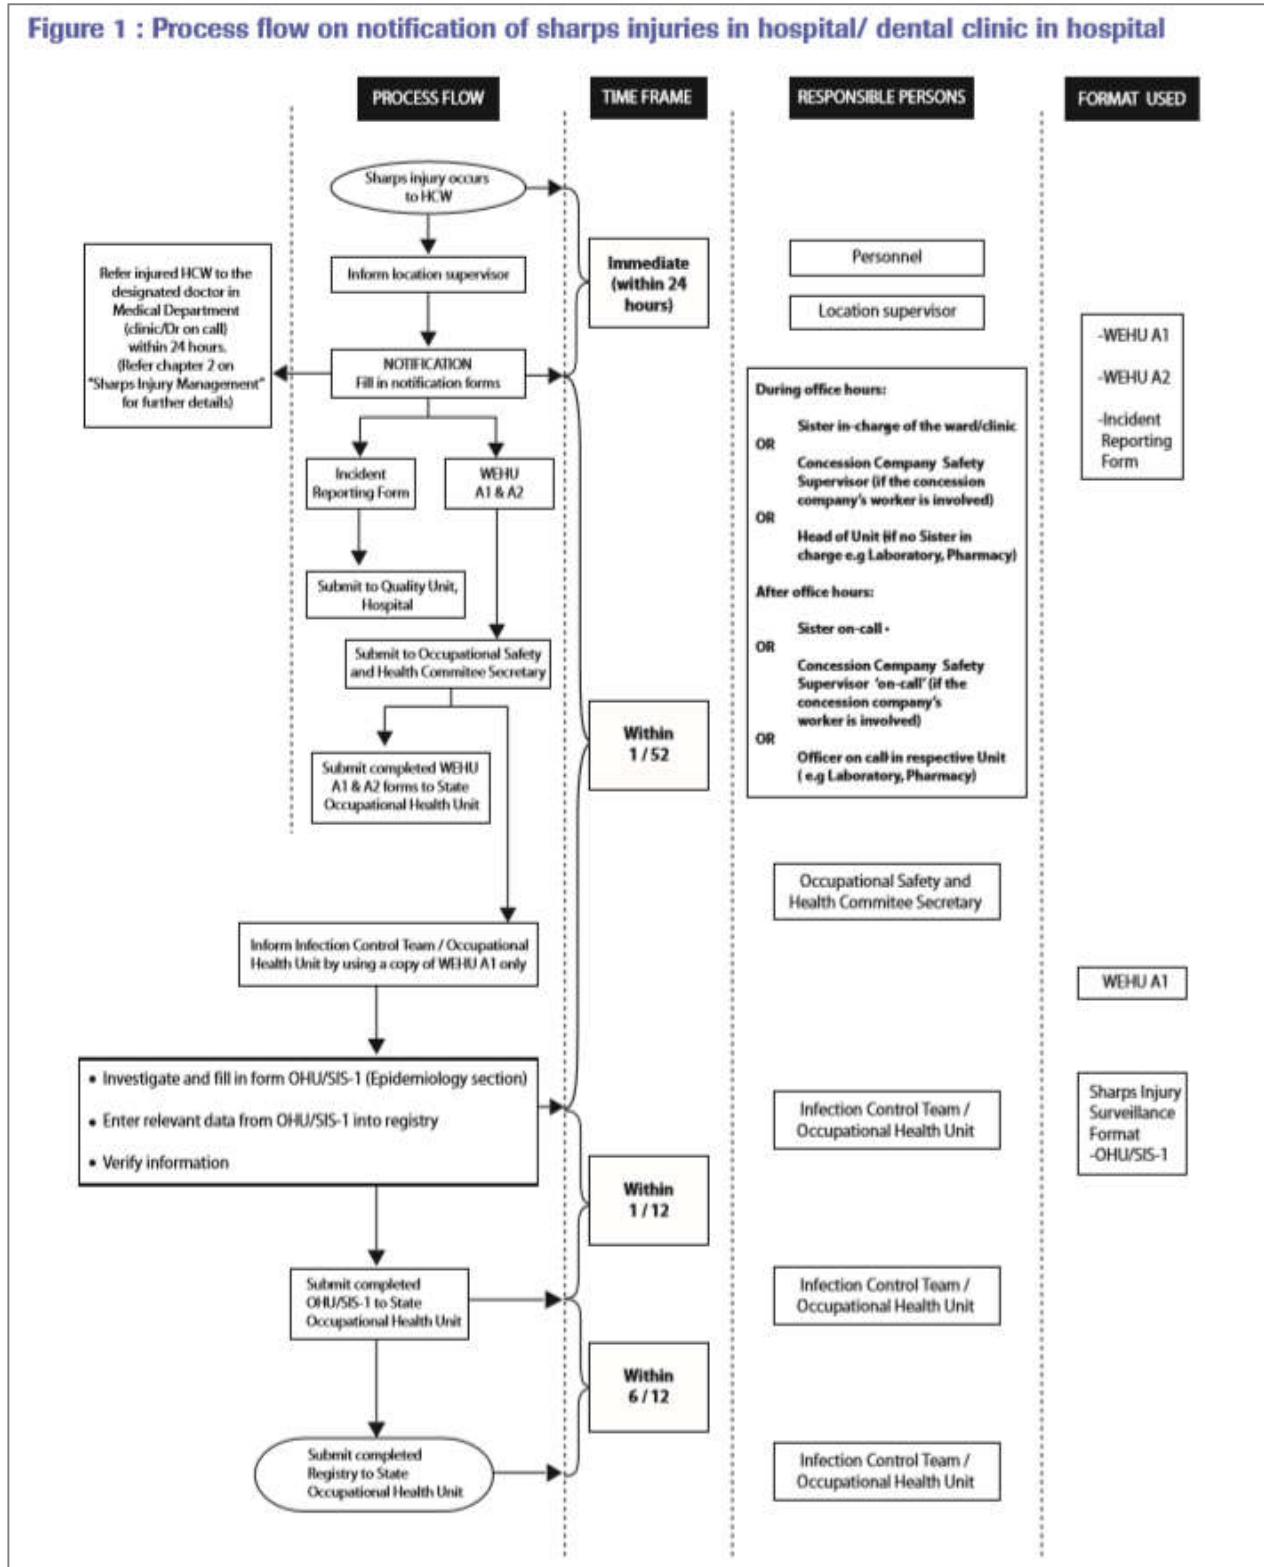 Figure 1 : Process flow on notification of sharps injuries in hospital/ dental clinic in hospital
PROCESS FLOW
TIME FRAME
RESPONSIBLE PERSONS
FORMAT USED
Sharps injury occurs
to HCW
Inform location supervisor
Immediate
(within 24
hours)
Personnel
Location supervisor
Refer injured HCW to the
designated doctor in
Medical Department
(clinic/Dr on call)
within 24 hours.
(Refer chapter 2 on
"Sharps Injury Management"
for further details)
NOTIFICATION
Fill in notification forms
-WEHU A1
-WEHU A2
-Incident
Reporting
Form
During office hours:
Sister in-charge of the ward/clinic
OR
Concession Company Safety
Supervisor (if the concession
company's worker is involved)
OR
Head of Unit (if no Sister in
charge e.g Laboratory, Pharmacy)
After office hours:
Sister on-call -
OR
Concession Company Safety
Supervisor 'on-call' (if the
concession company's
worker is involved)
OR
Officer on call in respective Unit
( e.g Laboratory, Pharmacy)
Incident
Reporting Form
WEHU
A1 & A2
Submit to Quality Unit,
Hospital
Submit to Occupational Safety
and Health Commitee Secretary
Submit completed WEHU
A1 & A2 forms to State
Occupational Health Unit
Within
1 / 52
Occupational Safety and
Health Commitee Secretary
Inform Infection Control Team / Occupational
Health Unit by using a copy of WEHU A1 only
WEHU A1
• Investigate and fill in form OHU/SIS-1 (Epidemiology section)
• Enter relevant data from OHU/SIS-1 into registry
• Verify information
Infection Control Team /
Occupational Health Unit
Sharps Injury
Surveillance
Format
-OHU/SIS-1
Within
1 / 12
Submit completed
OHU/SIS-1 to State
Occupational Health Unit
Infection Control Team /
Occupational Health Unit
Within
6 / 12
Submit completed
Registry to State
Occupational Health Unit
Infection Control Team /
Occupational Health Unit